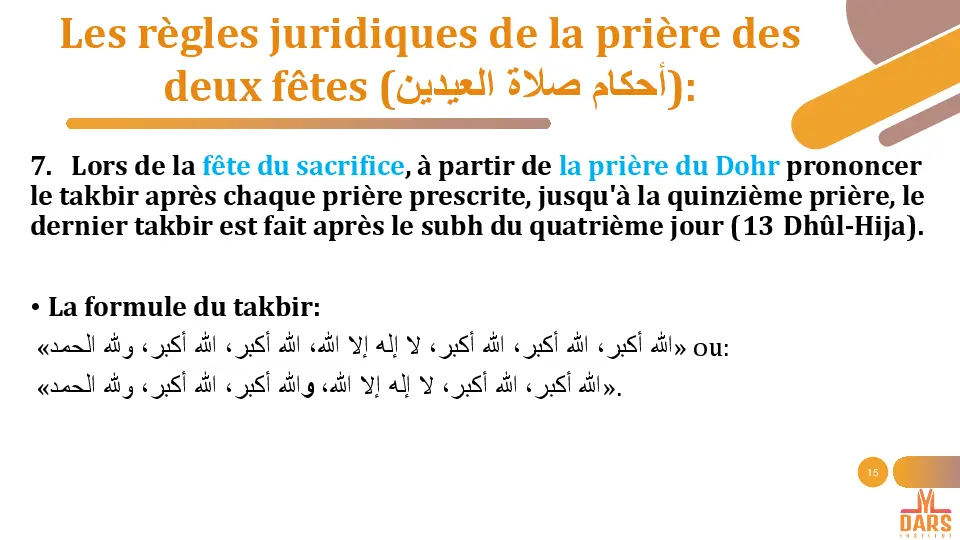 Les règles juridiques de la prière des
deux fêtes (أحكام صلاة العيدين):
7. Lors de la fête du sacrifice, à partir de la prière du Dohr prononcer
le takbir après chaque prière prescrite, jusqu'à la quinzième prière, le
dernier takbir est fait après le subh du quatrième jour (13 Dhûl-Hija).
• La formule du takbir:
«الله أكبر، الله أكبر، الله أكبر، لا إله إلا الله، الله أكبر، الله أكبر، ولله الحمد» ou:
«الله أكبر، الله أكبر، لا إله إلا الله، والله أكبر، الله أكبر، ولله الحمد».
15
DARS
INSTITUT